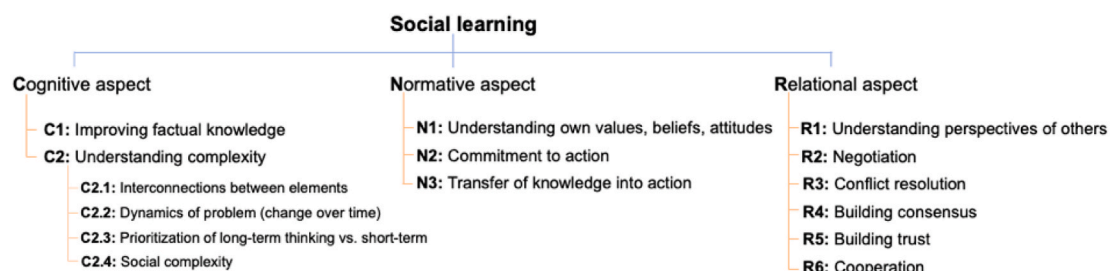 Social learning
Cognitive aspect
C1: Improving factual knowledge
C2: Understanding complexity
C2.1: Interconnections between elements
C2.2: Dynamics of problem (change over time)
C2.3: Prioritization of long-term thinking vs. short-term
C2.4: Social complexity
Normative aspect
N1: Understanding own values, beliefs, attitudes
N2: Commitment to action
N3: Transfer of knowledge into action
Relational aspect
R1: Understanding perspectives of others
R2: Negotiation
R3: Conflict resolution
R4: Building consensus
R5: Building trust
R6: Cooperation